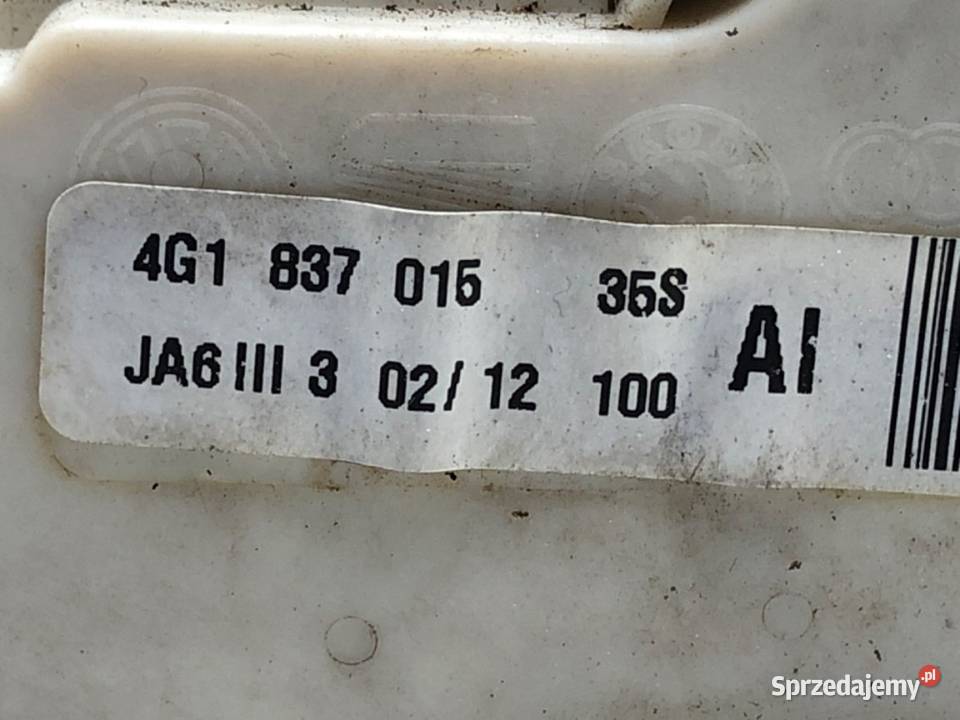 4G1 837 015 35S
JA6 III 3 02/12 100 AI
Sprzedajemy.pl